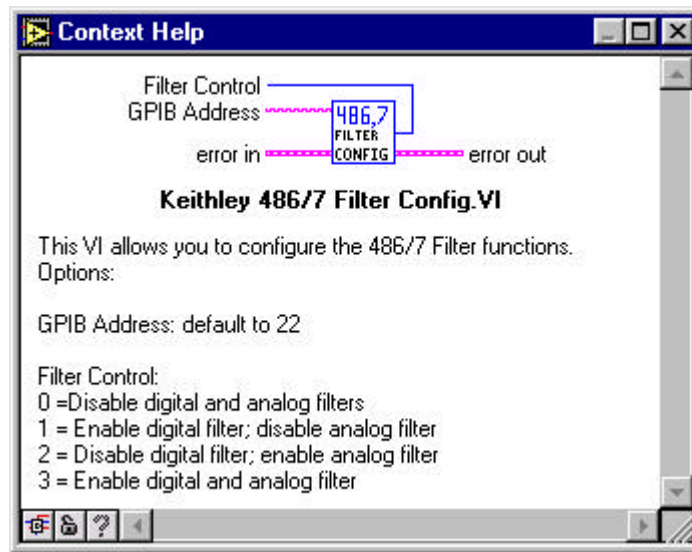 Context Help
Filter Control
GPIB Address
486,7
FILTER
CONFIG
error in
error out
Keithley 486/7 Filter Config.VI
This VI allows you to configure the 486/7 Filter functions.
Options:
GPIB Address: default to 22
Filter Control:
0 =Disable digital and analog filters
1 = Enable digital filter; disable analog filter
2 = Disable digital filter; enable analog filter
3 = Enable digital and analog filter
?